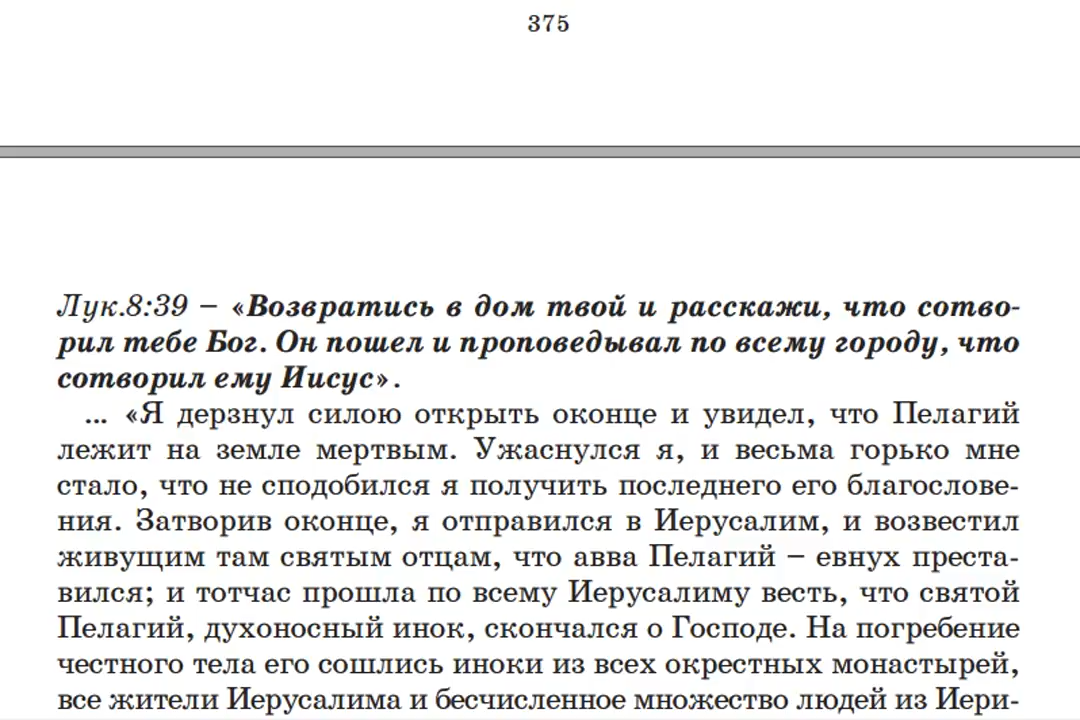 375
Лук.8:39 – «Возвратись в дом твой и расскажи, что сотво-
рил тебе Бог. Он пошел и проповедывал по всему городу, что
сотворил ему Иисус».
... «Я дерзнул силою открыть оконце и увидел, что Пелагий
лежит на земле мертвым. Ужаснулся я, и весьма горько мне
стало, что не сподобился я получить последнего его благослове-
ния. Затворив оконце, я отправился в Иерусалим, и возвестил
живущим там святым отцам, что авва Пелагий – евнух преста-
вился; и тотчас прошла по всему Иерусалиму весть, что святой
Пелагий, духоносный инок, скончался о Господе. На погребение
честного тела его сошлись иноки из всех окрестных монастырей,
все жители Иерусалима и бесчисленное множество людей из Иери-